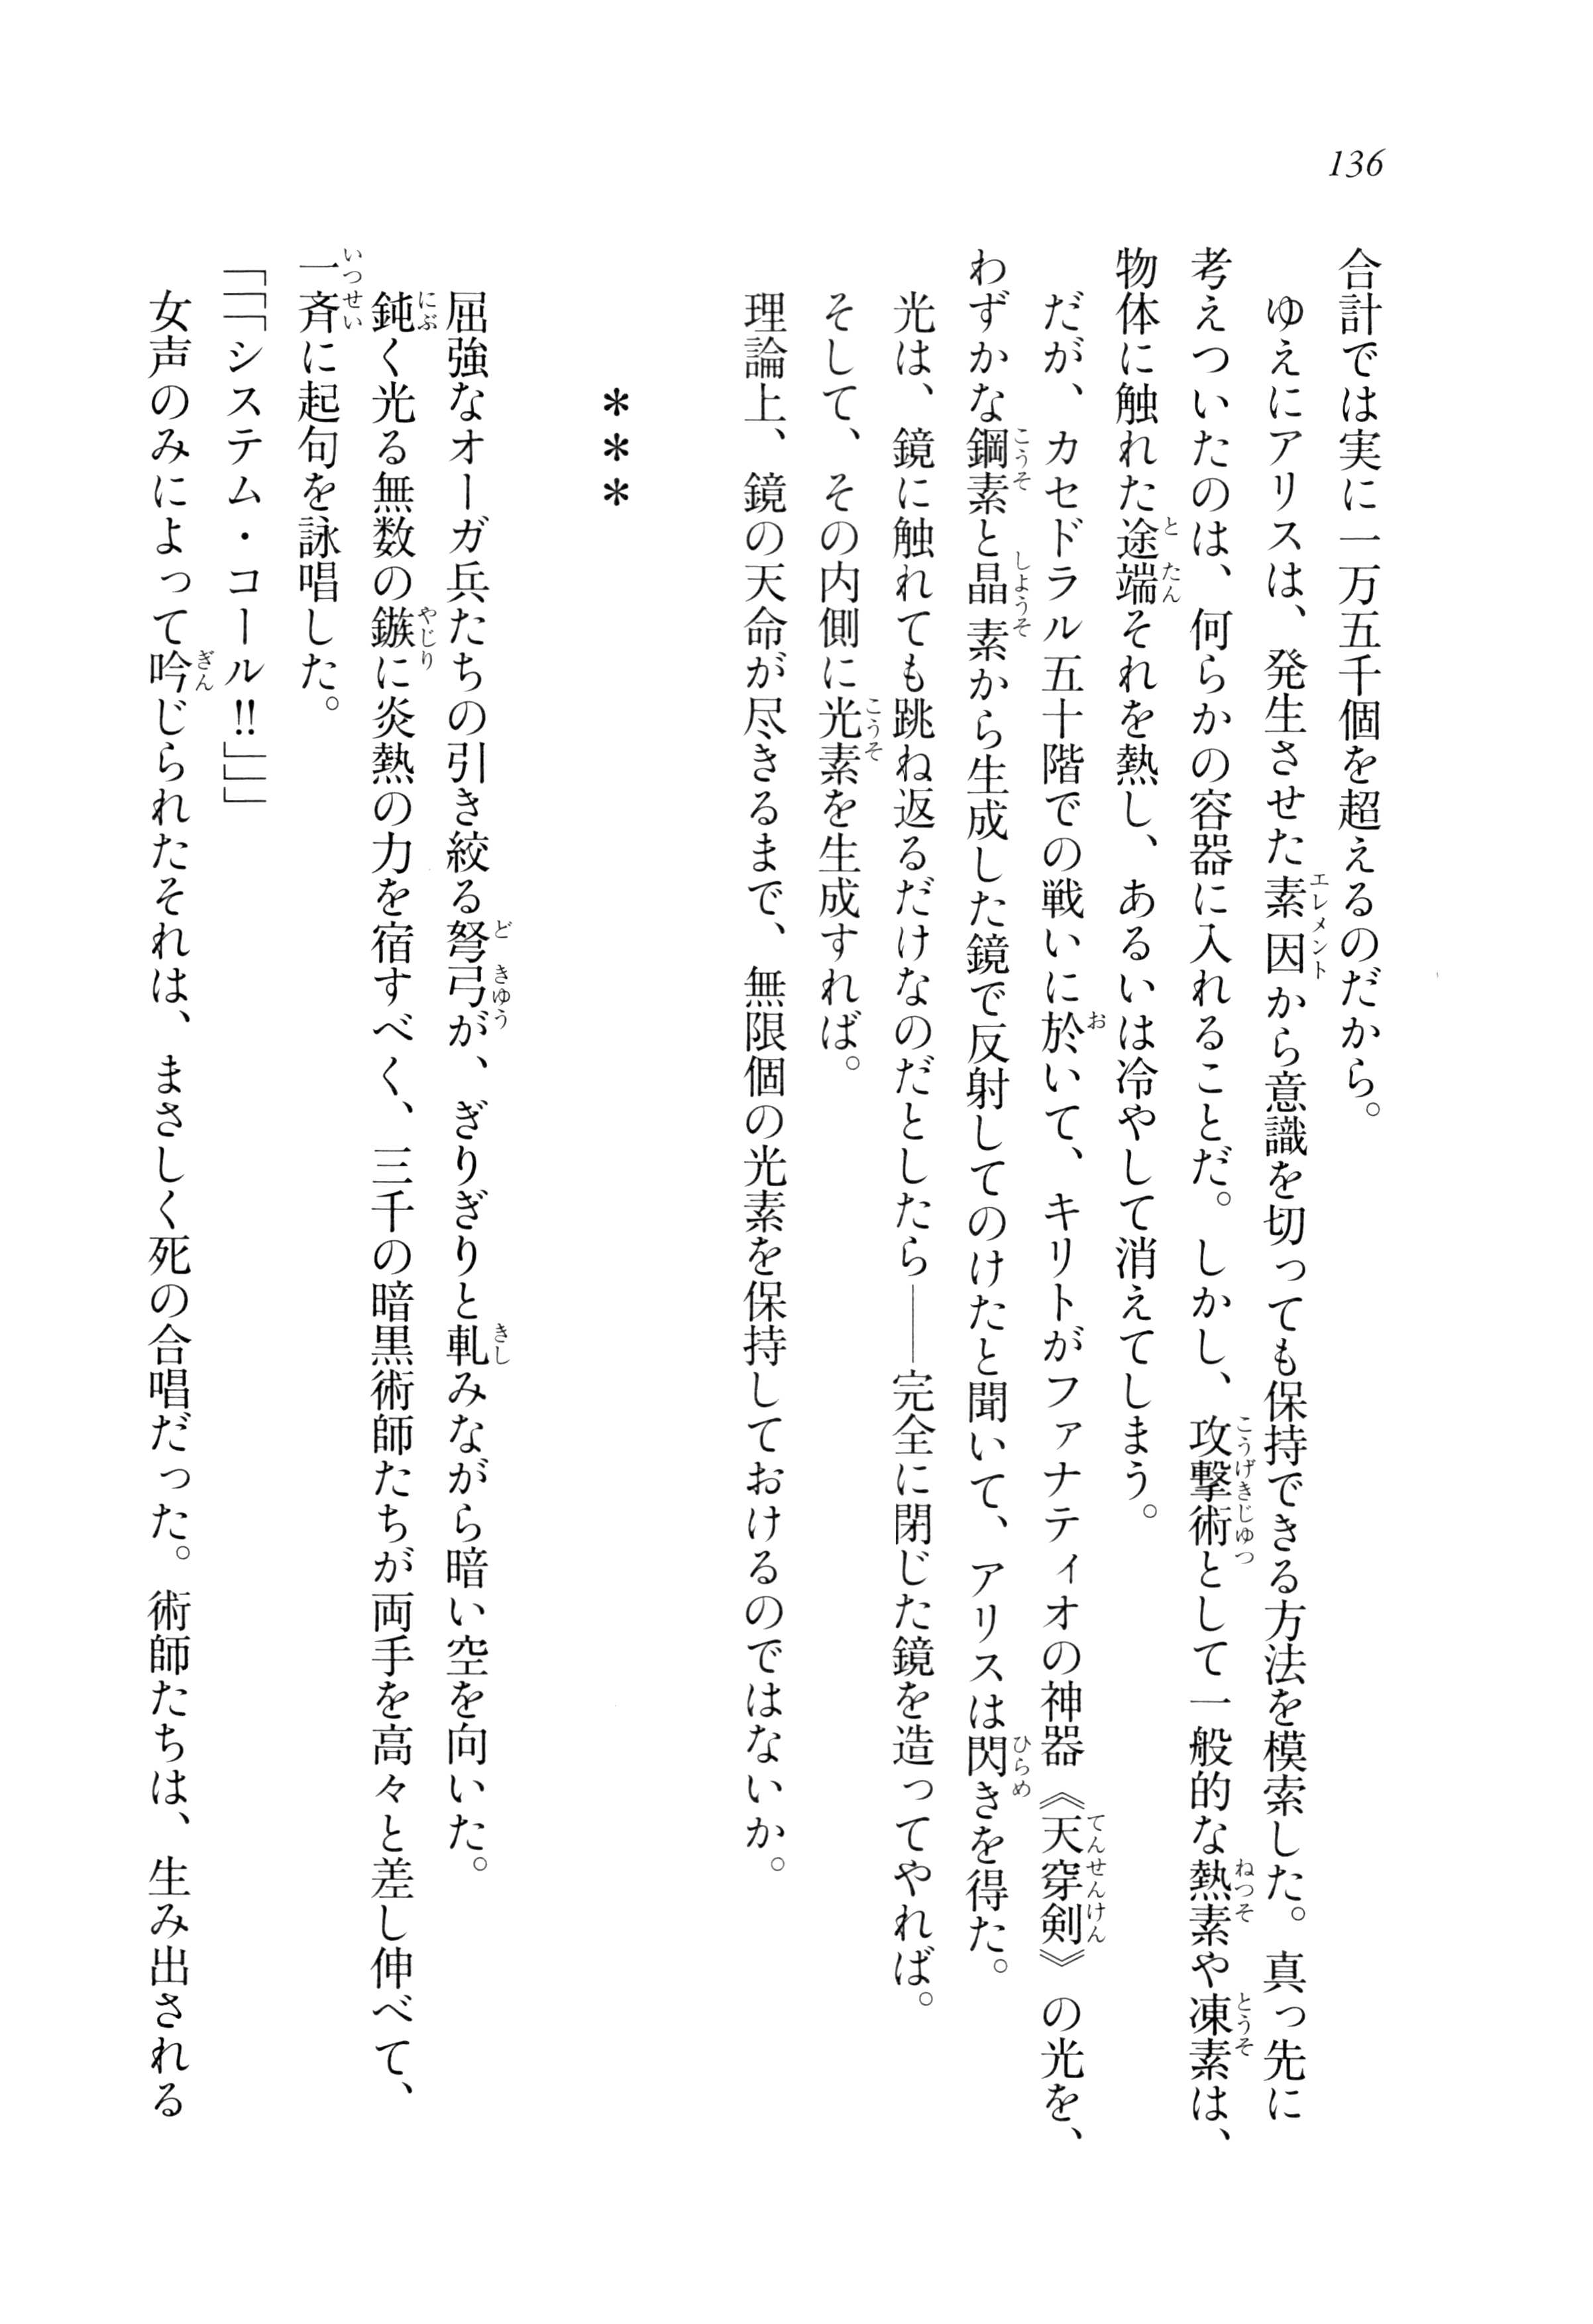 136
合計では実に一万五千個を超えるのだから。
　ゆえにアリスは、発生させた素因から意識を切っても保持できる方法を模索した。真っ先に
考えついたのは、何らかの容器に入れることだ。しかし、攻撃術として一般的な熱素や凍素は、
物体に触れた途端それを熱し、あるいは冷やして消えてしまう。
　だが、カセドラル五十階での戦いに於いて、キリトがファナティオの神器《天穿剣》の光を、
わずかな鋼素と晶素から生成した鏡で反射してのけたと聞いて、アリスは閃きを得た。
　光は、鏡に触れても跳ね返るだけなのだとしたら——完全に閉じた鏡を造ってやれば。
　そして、その内側に光素を生成すれば。
　理論上、鏡の天命が尽きるまで、無限個の光素を保持しておけるのではないか。
＊＊＊
　屈強なオーガ兵たちの引き絞る弩弓が、ぎりぎりと軋みながら暗い空を向いた。
　鈍く光る無数の鏃に炎熱の力を宿すべく、三千の暗黒術師たちが両手を高々と差し伸べて、
一斉に起句を詠唱した。
「「「システム・コール!!」」」
　女声のみによって吟じられたそれは、まさしく死の合唱だった。術師たちは、生み出される